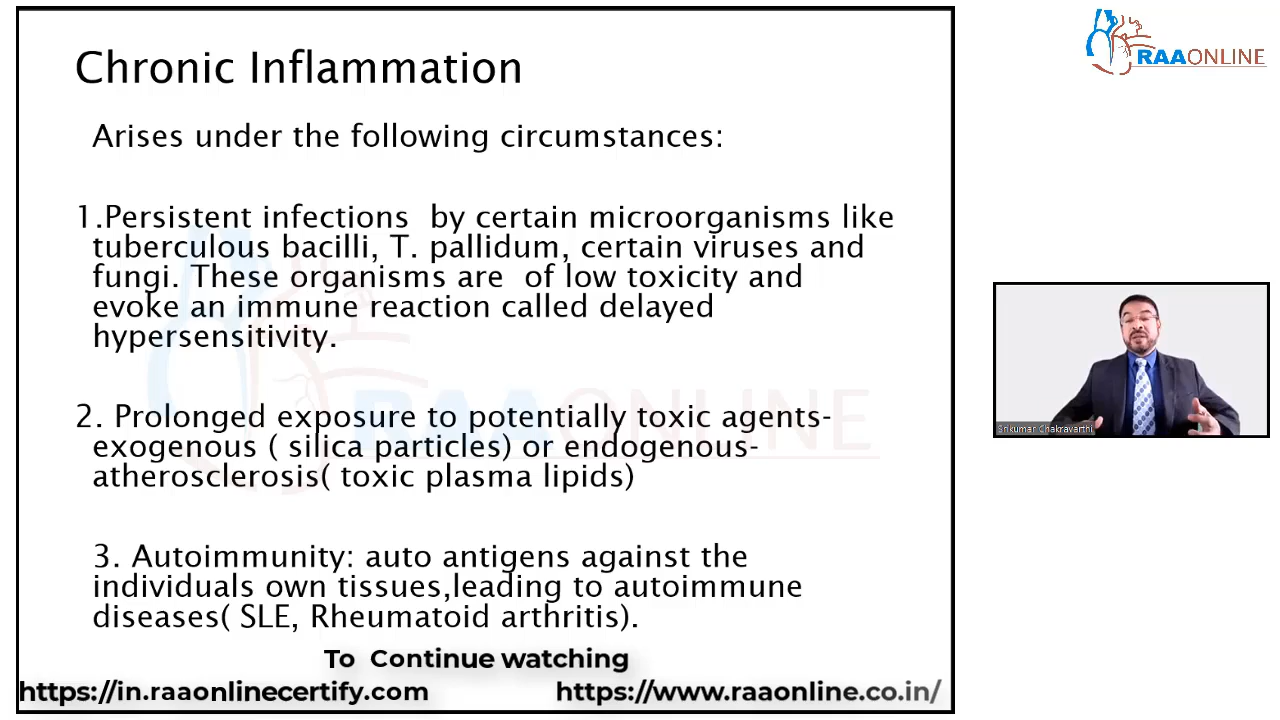 Chronic Inflammation
Arises under the following circumstances:
1.Persistent infections  by certain microorganisms like
tuberculous bacilli, T. pallidum, certain viruses and
fungi. These organisms are  of low toxicity and
evoke an immune reaction called delayed
hypersensitivity.
2. Prolonged exposure to potentially toxic agents-
exogenous ( silica particles) or endogenous-
atherosclerosis( toxic plasma lipids)
3. Autoimmunity: auto antigens against the
individuals own tissues,leading to autoimmune
diseases( SLE, Rheumatoid arthritis).
To Continue watching
https://in.raaonlinecertify.com
https://www.raaonline.co.in/
RAAONLINE
RAAONLINE
Srikumar Chakravarthi